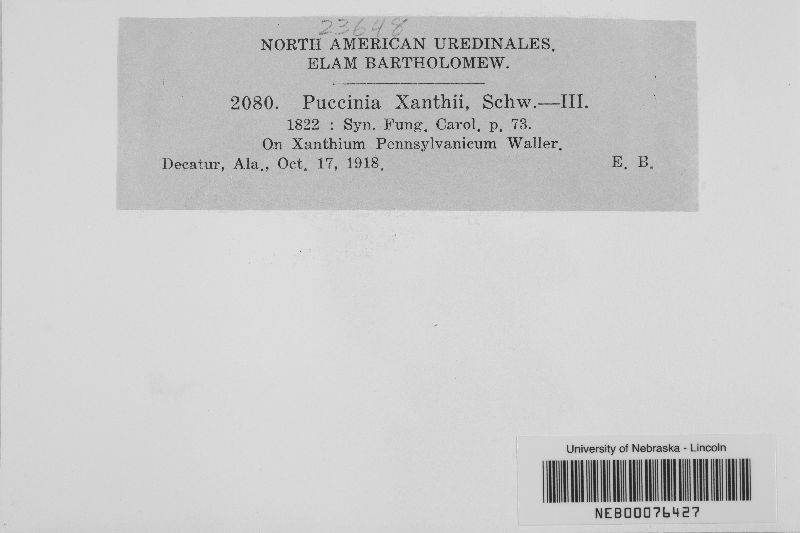 23648
NORTH AMERICAN UREDINALES.
ELAM BARTHOLOMEW.
2080. Puccinia Xanthii, Schw.—III.
1822 : Syn. Fung. Carol. p. 73.
On Xanthium Pennsylvanicum Waller.
Decatur, Ala., Oct. 17, 1918. E. B.
University of Nebraska - Lincoln
NEB00076427